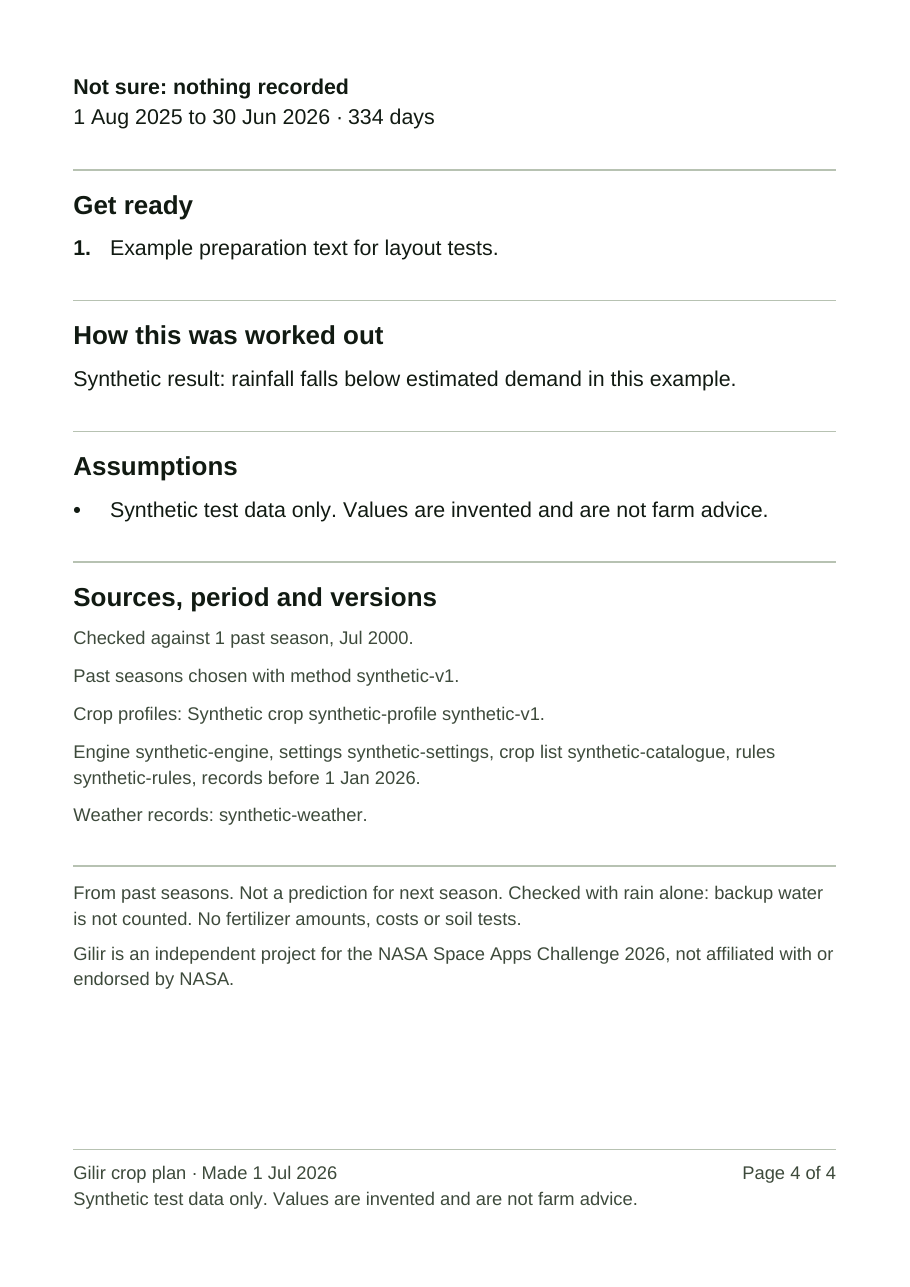 Not sure: nothing recorded
1 Aug 2025 to 30 Jun 2026 · 334 days
Get ready
1. Example preparation text for layout tests.
How this was worked out
Synthetic result: rainfall falls below estimated demand in this example.
Assumptions
• Synthetic test data only. Values are invented and are not farm advice.
Sources, period and versions
Checked against 1 past season, Jul 2000.
Past seasons chosen with method synthetic-v1.
Crop profiles: Synthetic crop synthetic-profile synthetic-v1.
Engine synthetic-engine, settings synthetic-settings, crop list synthetic-catalogue, rules
synthetic-rules, records before 1 Jan 2026.
Weather records: synthetic-weather.
From past seasons. Not a prediction for next season. Checked with rain alone: backup water
is not counted. No fertilizer amounts, costs or soil tests.
Gilir is an independent project for the NASA Space Apps Challenge 2026, not affiliated with or
endorsed by NASA.
Gilir crop plan · Made 1 Jul 2026 Page 4 of 4
Synthetic test data only. Values are invented and are not farm advice.